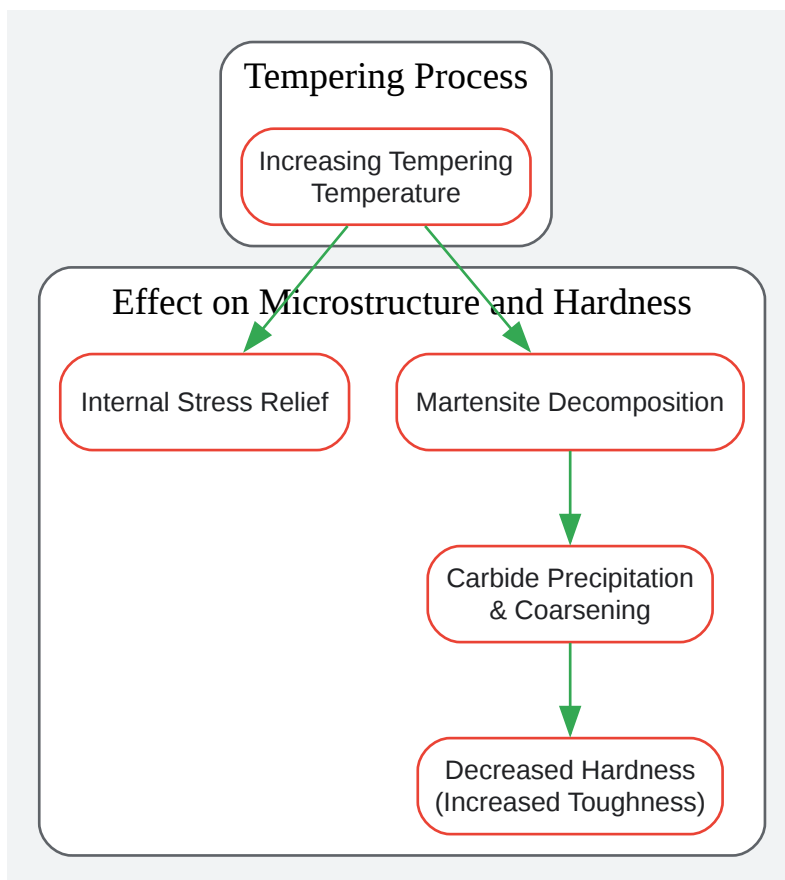 Tempering Process
Increasing Tempering
Temperature
Effect on Microstructure and Hardness
Internal Stress Relief
Martensite Decomposition
Carbide Precipitation
& Coarsening
Decreased Hardness
(Increased Toughness)